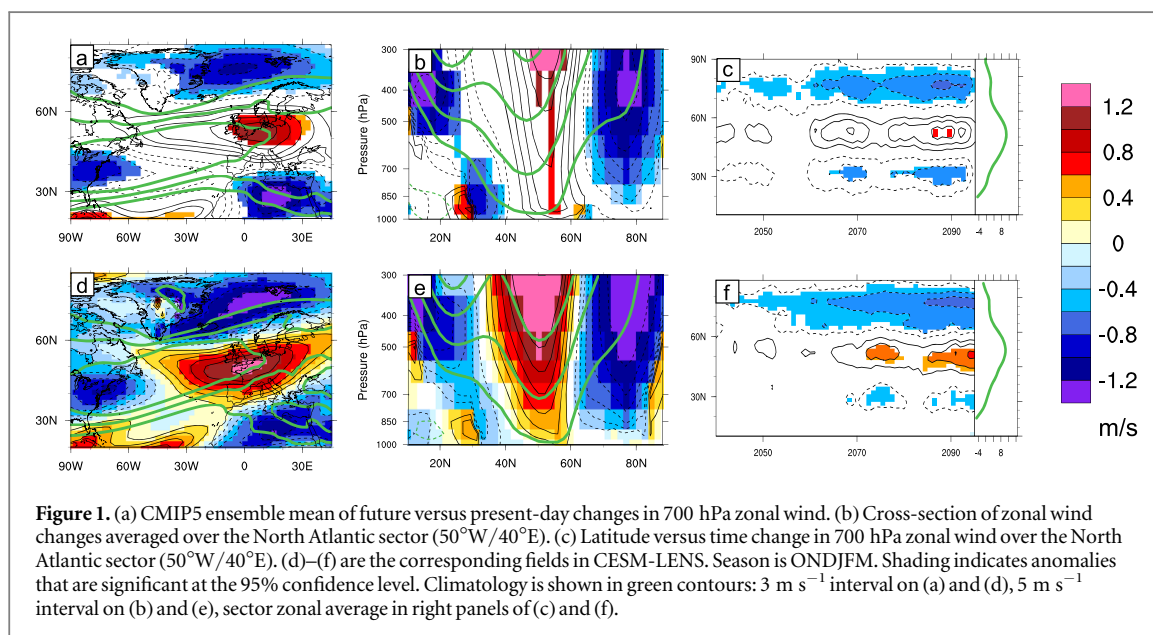 a
60N
30N
90W 60W 30W 0 30E
b
Pressure (hPa)
300
400
500
700
850
1000
20N 40N 60N 80N
c
90N
60N
30N
2050 2070 2090 -4 8
d
60N
30N
90W 60W 30W 0 30E
e
Pressure (hPa)
300
400
500
700
850
1000
20N 40N 60N 80N
f
60N
30N
2050 2070 2090 -4 8
1.2
0.8
0.4
0
-0.4
-0.8
-1.2
m/s
Figure 1. (a) CMIP5 ensemble mean of future versus present-day changes in 700 hPa zonal wind. (b) Cross-section of zonal wind
changes averaged over the North Atlantic sector (50°W/40°E). (c) Latitude versus time change in 700 hPa zonal wind over the North
Atlantic sector (50°W/40°E). (d)–(f) are the corresponding fields in CESM-LENS. Season is ONDJFM. Shading indicates anomalies
that are significant at the 95% confidence level. Climatology is shown in green contours: 3 m s⁻¹ interval on (a) and (d), 5 m s⁻¹
interval on (b) and (e), sector zonal average in right panels of (c) and (f).